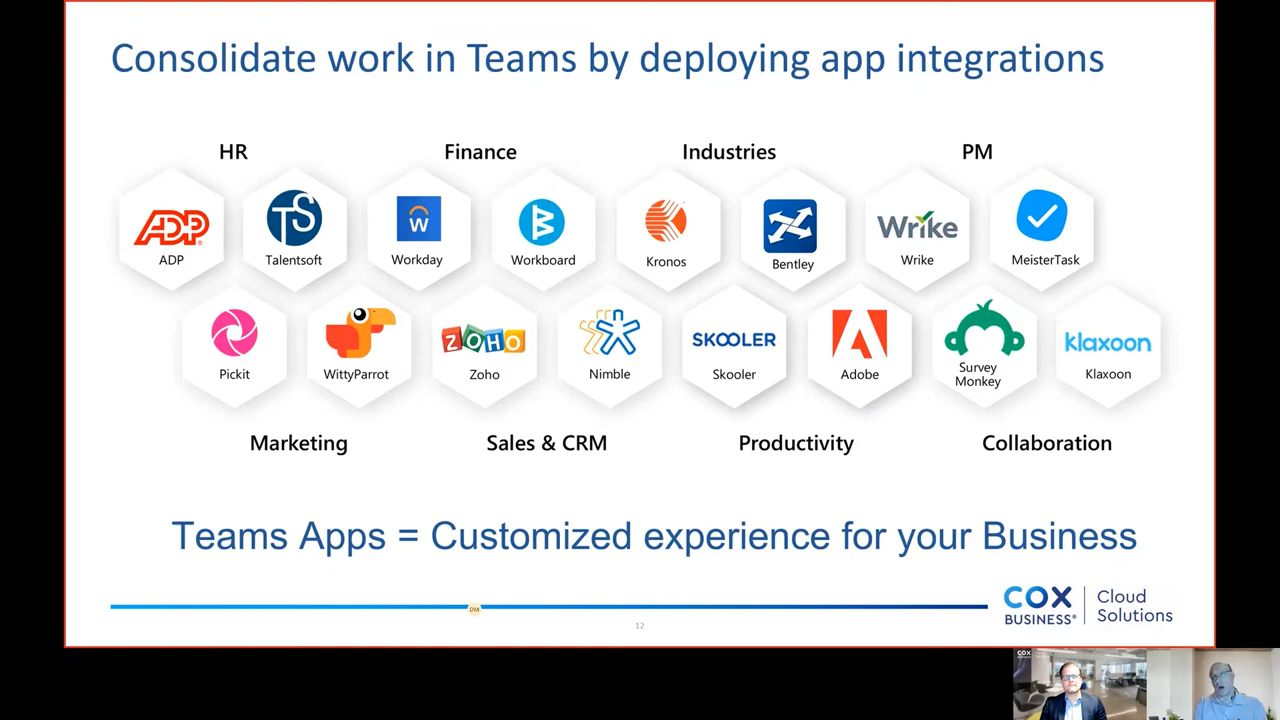 Consolidate work in Teams by deploying app integrations
HR
Finance
Industries
PM
ADP
ADP
TS
Talentsoft
W
Workday
Workboard
Kronos
Bentley
Wrike
Wrike
MeisterTask
Pickit
WittyParrot
ZOHO
Zoho
Nimble
SKOOLER
Skooler
Adobe
Survey
Monkey
klaxoon
Klaxoon
Marketing
Sales & CRM
Productivity
Collaboration
Teams Apps = Customized experience for your Business
DM
COX
BUSINESS®
Cloud
Solutions
12
COX